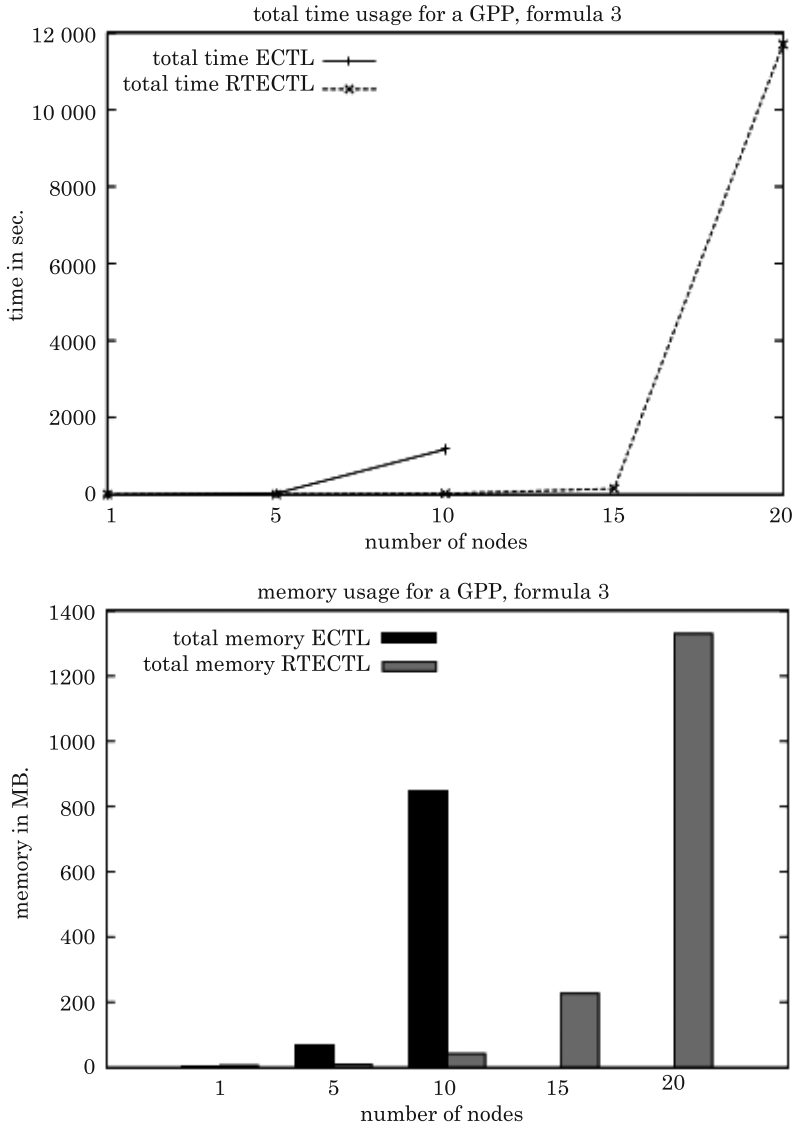 total time usage for a GPP, formula 3
12 000
total time ECTL
total time RTECTL
10 000
8000
6000
4000
2000
0
time in sec.
1 5 10 15 20
number of nodes
memory usage for a GPP, formula 3
1400
total memory ECTL
total memory RTECTL
1200
1000
800
600
400
200
0
memory in MB.
1 5 10 15 20
number of nodes